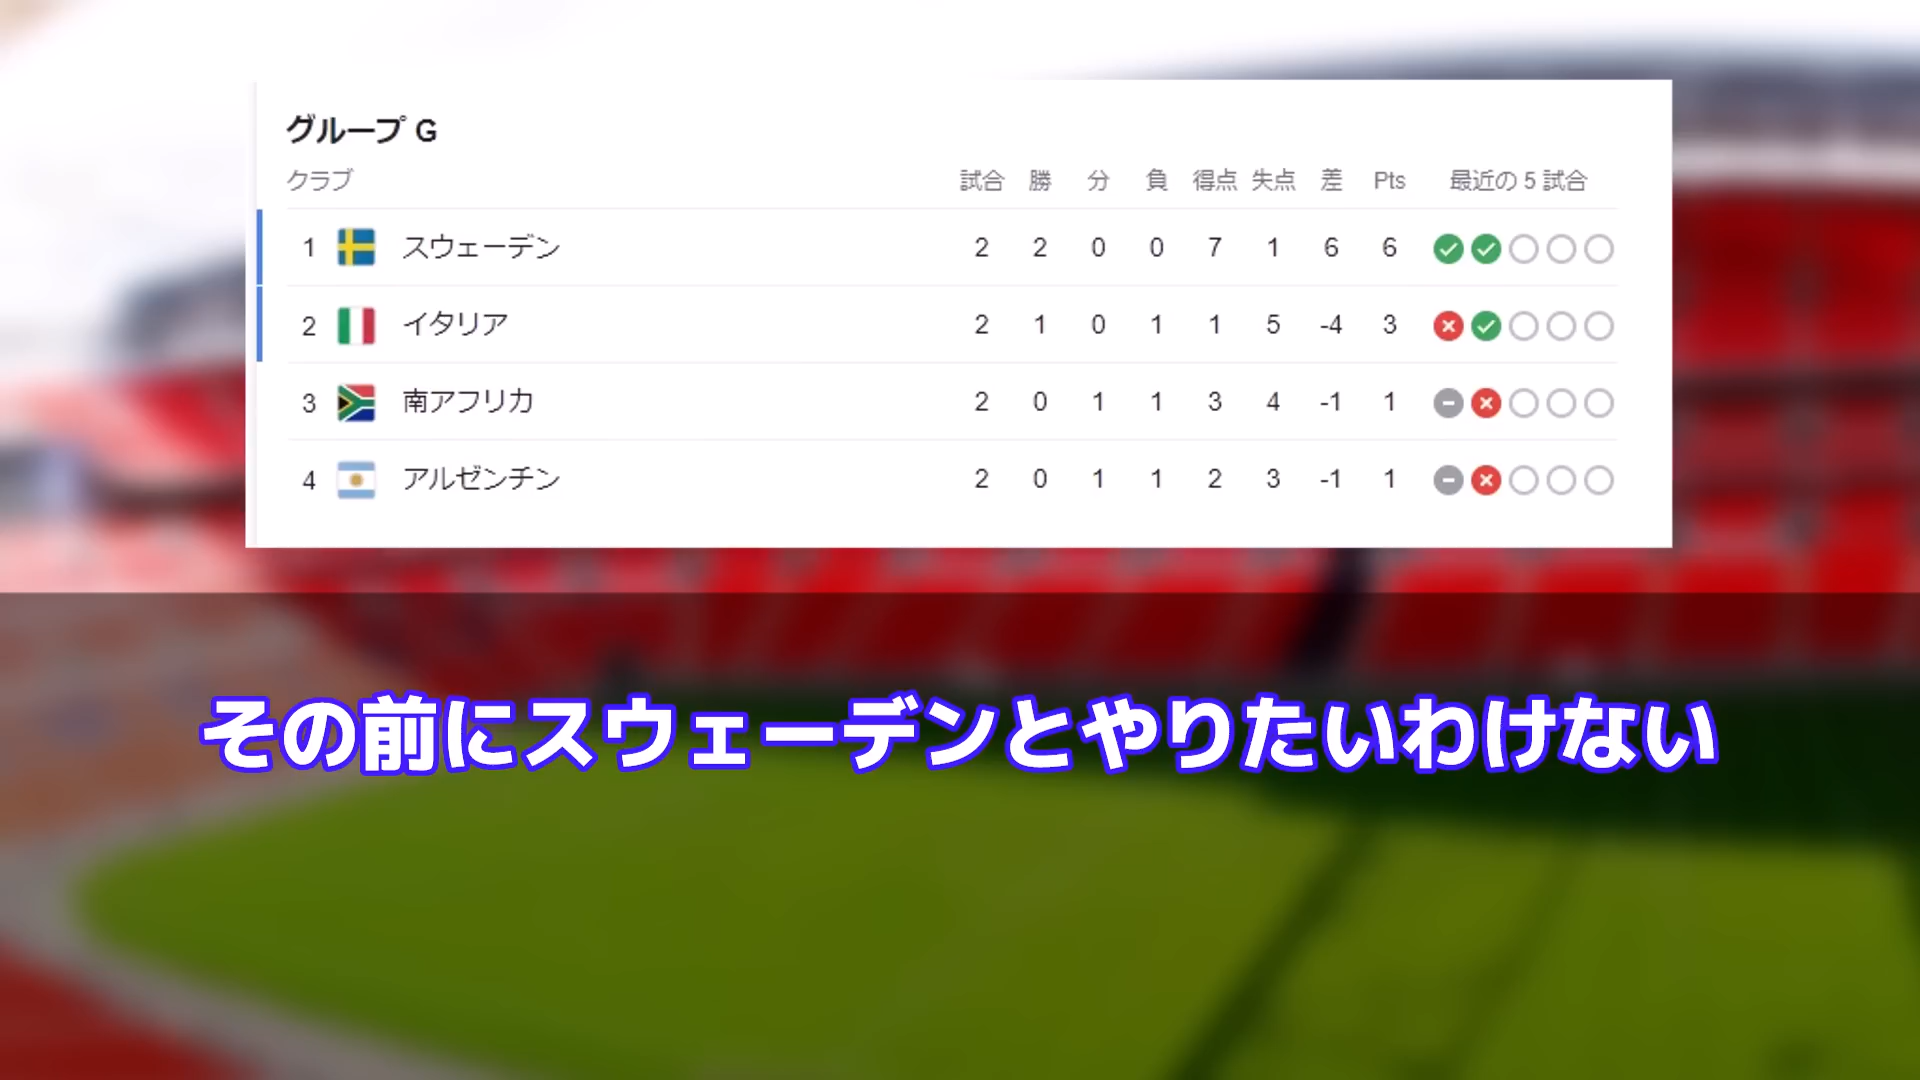 グループ G
クラブ 試合 勝 分 負 得点 失点 差 Pts 最近の 5 試合
1 スウェーデン 2 2 0 0 7 1 6 6
2 イタリア 2 1 0 1 1 5 -4 3
3 南アフリカ 2 0 1 1 3 4 -1 1
4 アルゼンチン 2 0 1 1 2 3 -1 1
その前にスウェーデンとやりたいわけない